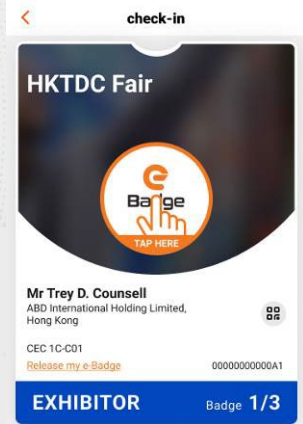 check-in
HKTDC Fair
e
Badge
TAP HERE
Mr Trey D. Counsell
ABD International Holding Limited,
Hong Kong
CEC 1C-C01
Release my e-Badge
00000000000A1
EXHIBITOR
Badge 1/3